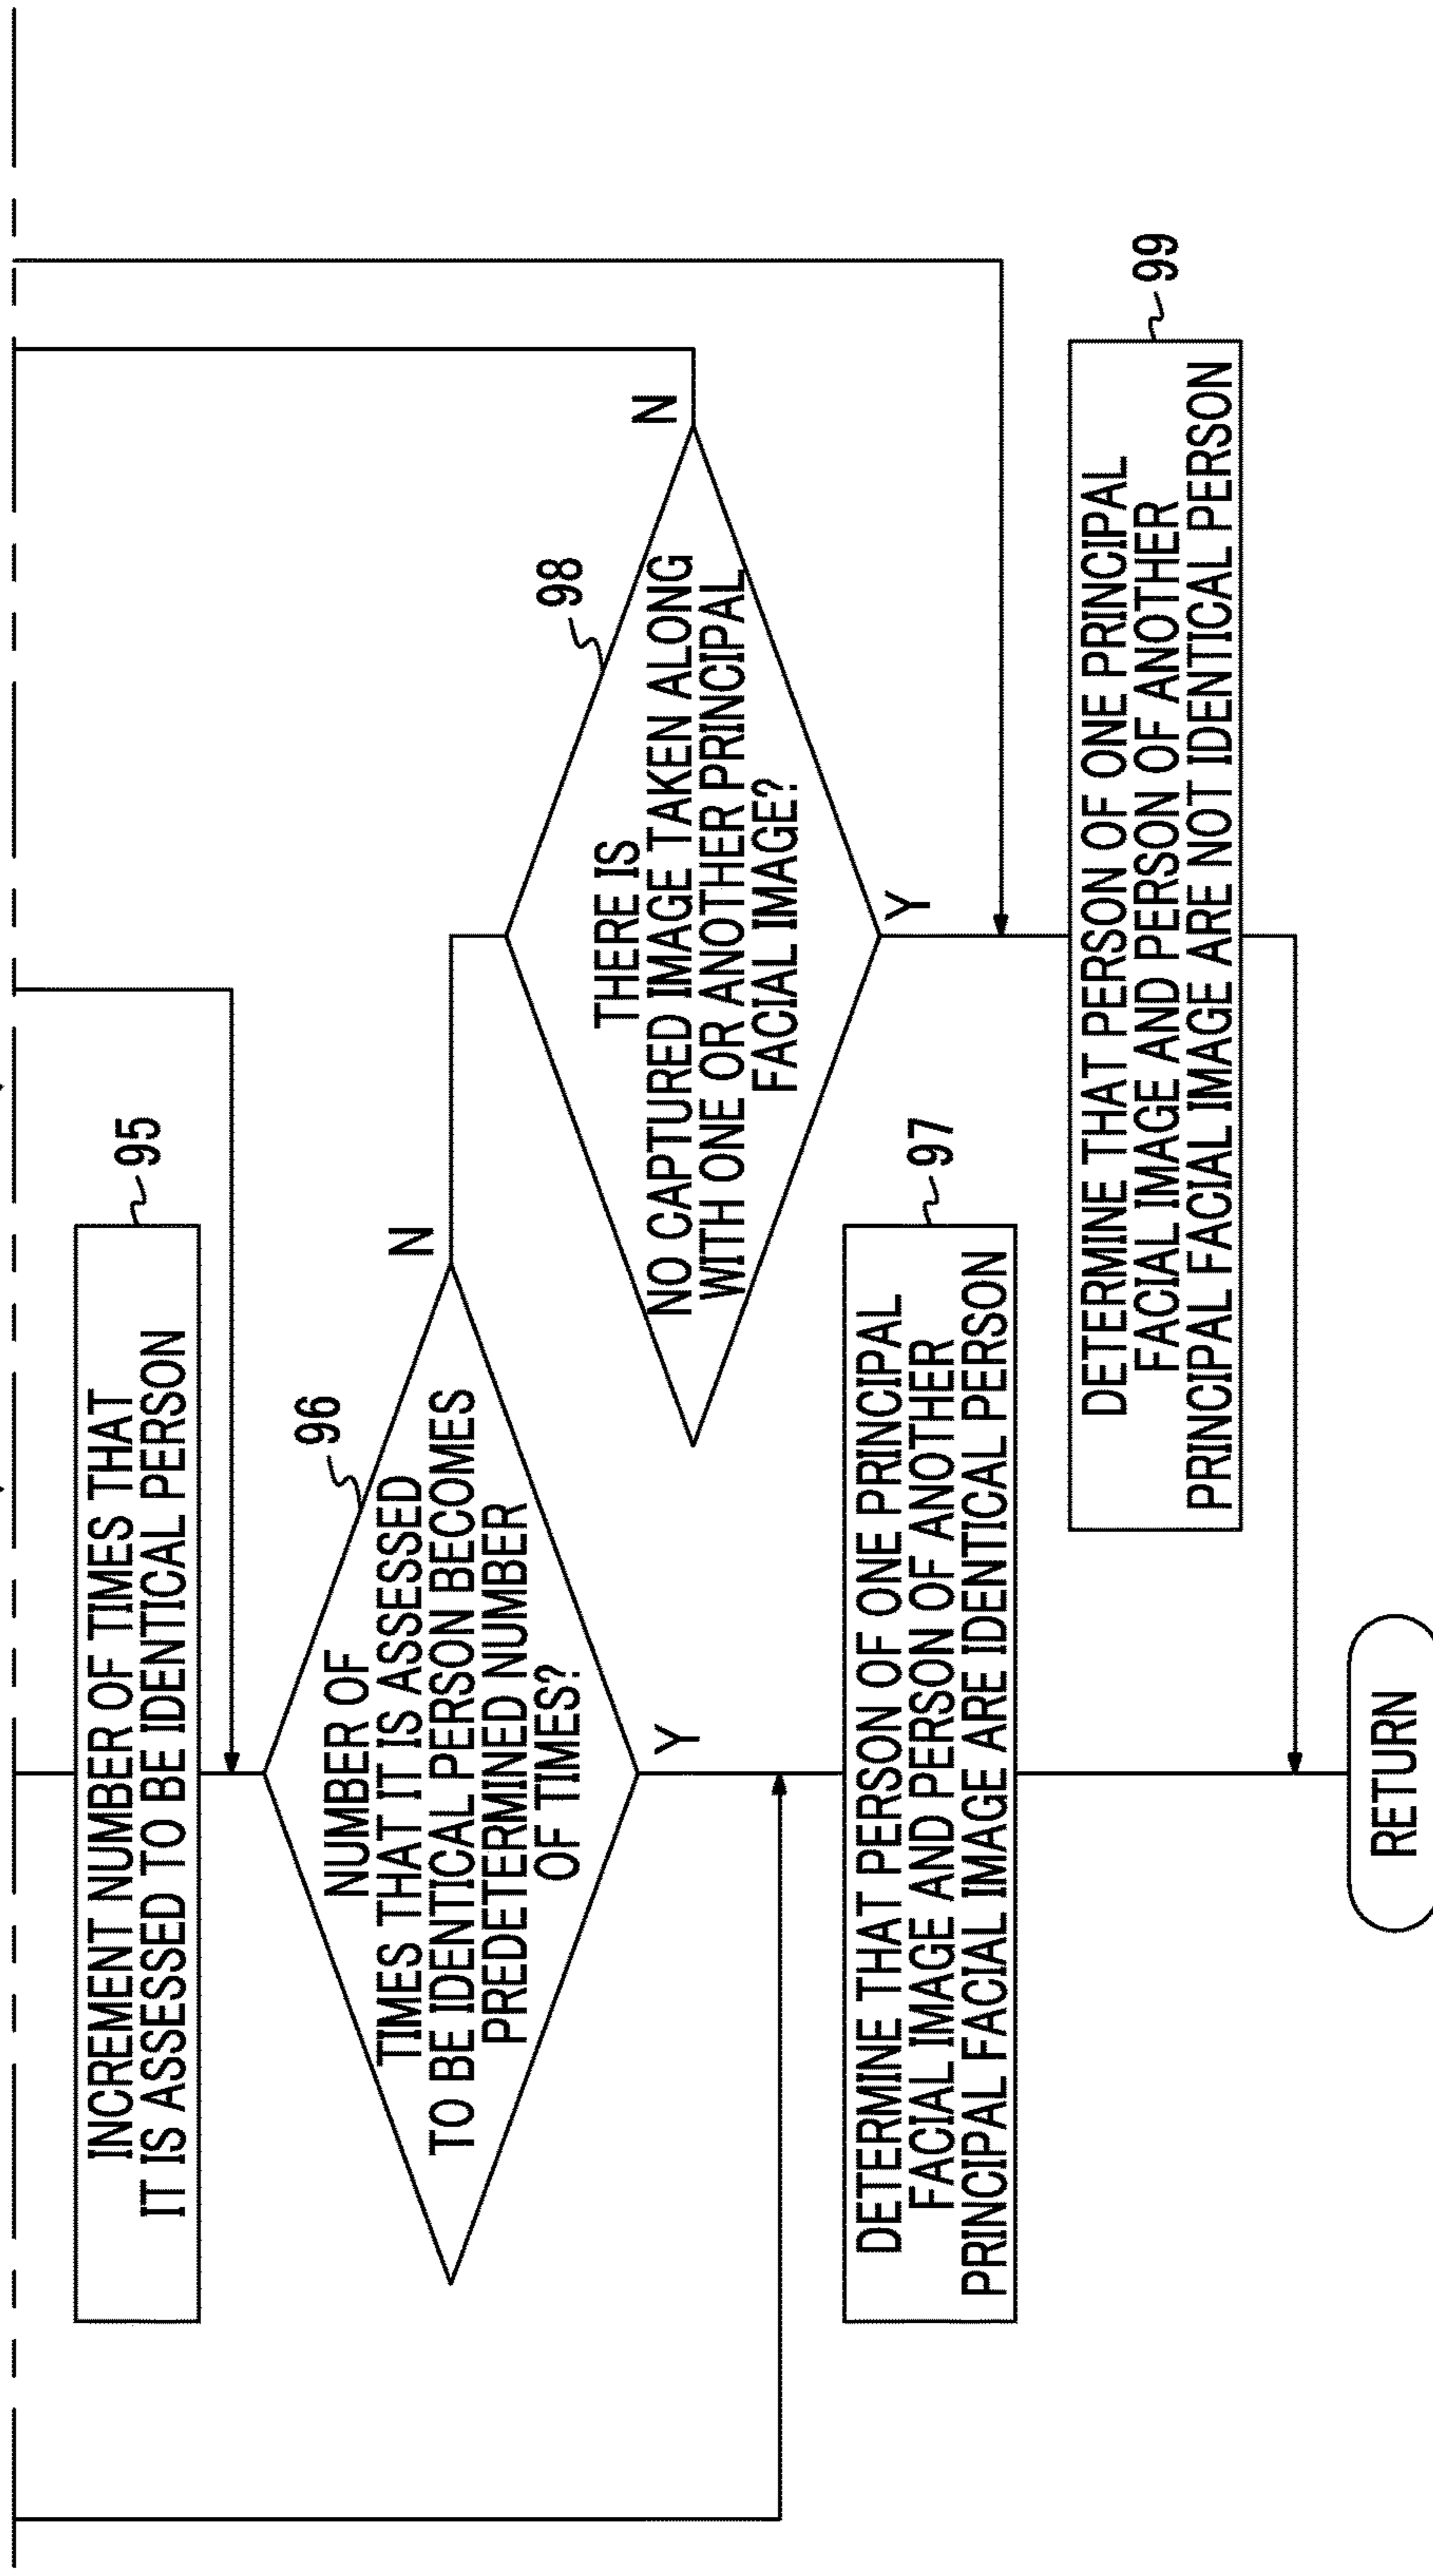 95
INCREMENT NUMBER OF TIMES THAT
IT IS ASSESSED TO BE IDENTICAL PERSON
96
NUMBER OF
TIMES THAT IT IS ASSESSED
TO BE IDENTICAL PERSON BECOMES
PREDETERMINED NUMBER
OF TIMES?
N
Y
98
THERE IS
NO CAPTURED IMAGE TAKEN ALONG
WITH ONE OR ANOTHER PRINCIPAL
FACIAL IMAGE?
N
Y
97
DETERMINE THAT PERSON OF ONE PRINCIPAL
FACIAL IMAGE AND PERSON OF ANOTHER
PRINCIPAL FACIAL IMAGE ARE IDENTICAL PERSON
99
DETERMINE THAT PERSON OF ONE PRINCIPAL
FACIAL IMAGE AND PERSON OF ANOTHER
PRINCIPAL FACIAL IMAGE ARE NOT IDENTICAL PERSON
RETURN